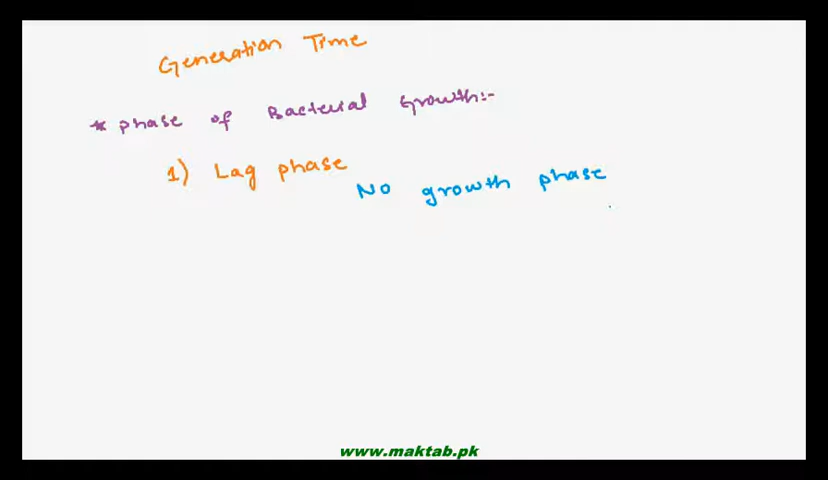 Generation Time
* Phase of Bacterial Growth:-
1) Lag phase
No growth phase
www.maktab.pk